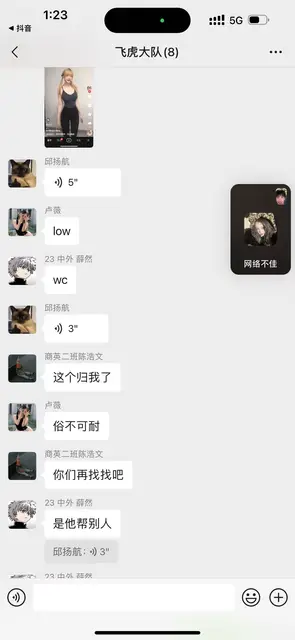 1:23
5G
抖音
飞虎大队(8)
邱扬航
5"
卢薇
low
23 中外 薛然
wc
网络不佳
邱扬航
3"
商英二班陈浩文
这个归我了
卢薇
俗不可耐
商英二班陈浩文
你们再找找吧
23 中外 薛然
是他帮别人
邱扬航: 3"
23 中外 薛然